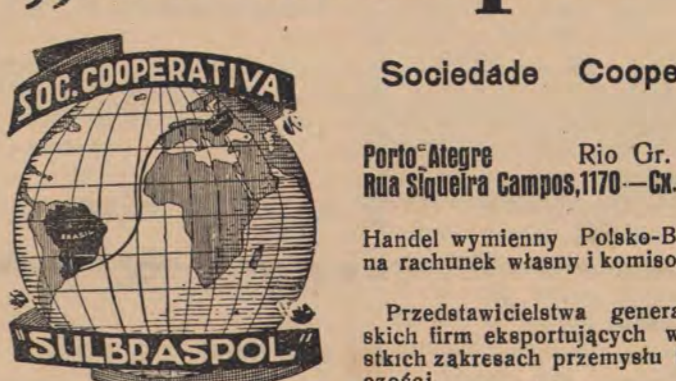 SOC. COOPERATIVA
BRASIL
"SULBRASPOL"
Sociedade Coope
Porto Ategre Rio Gr.
Rua Siqueira Campos,1170-—Cx.
Handel wymienny Polsko-B
na rachunek własny i komiso
Przedstawicielstwa genera
skich firm eksportujących w
stkich zakresach przemysłu